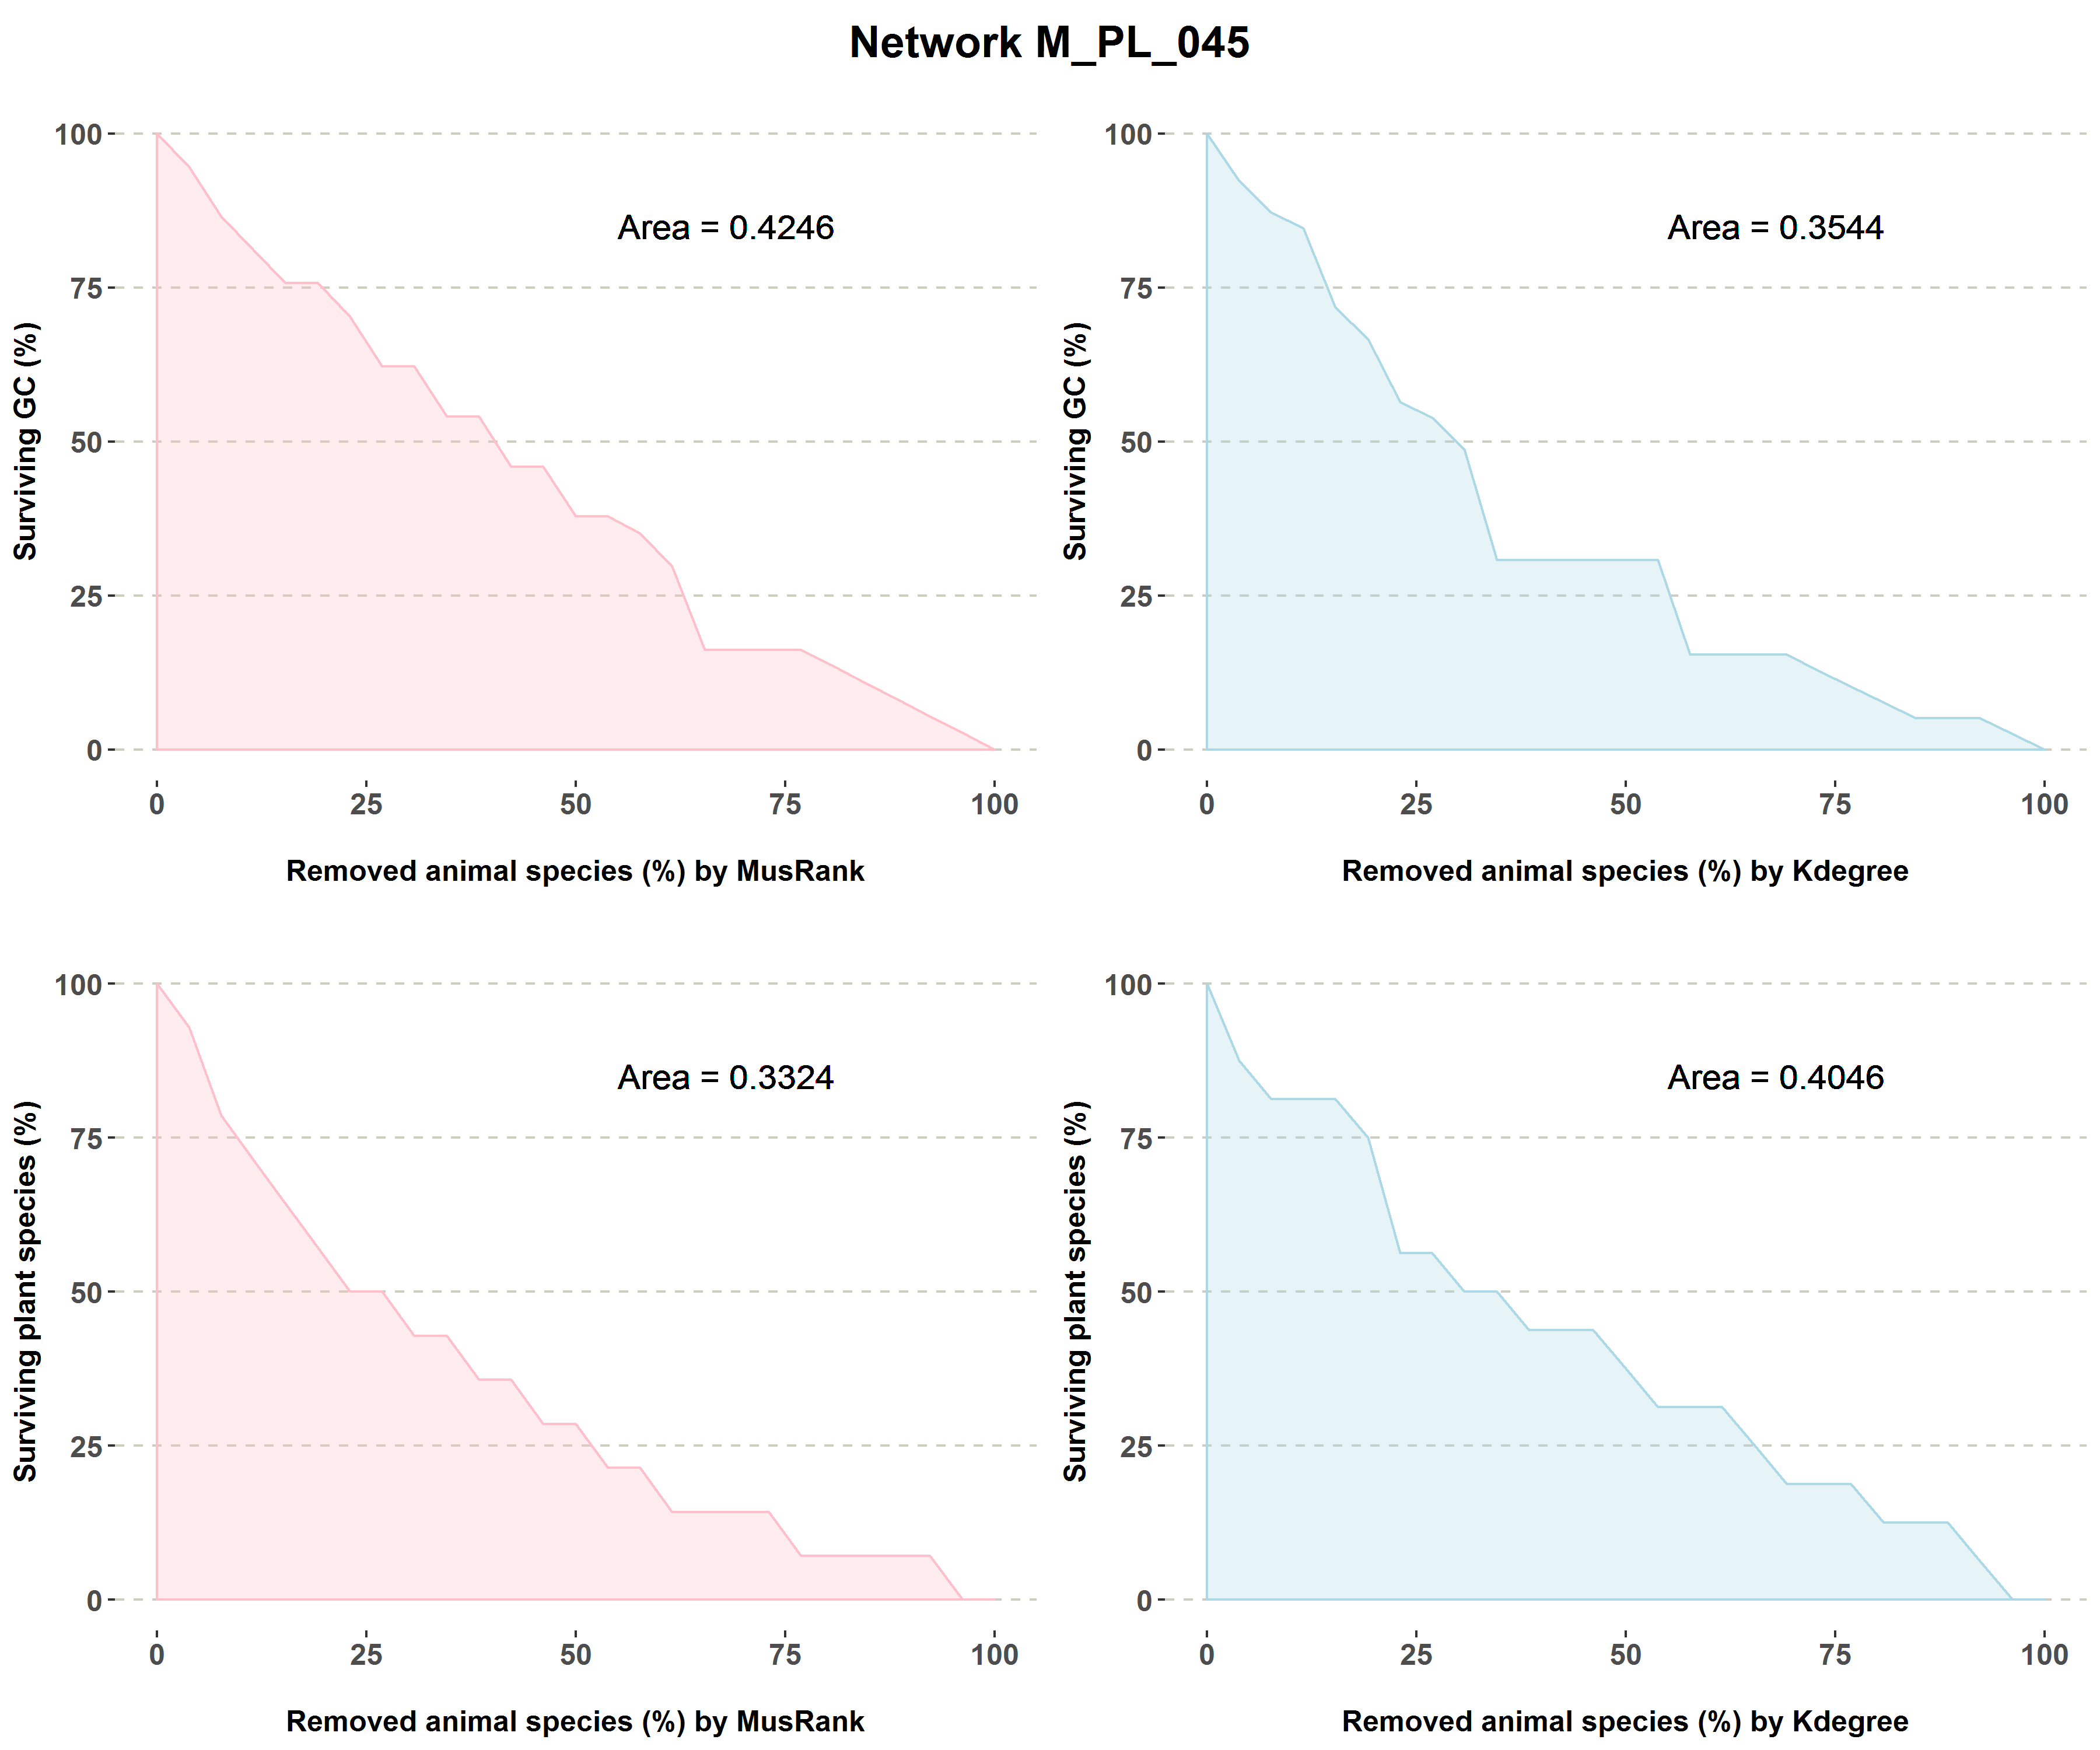 Network M_PL_045
Surviving GC (%)
100
75
50
25
0
Area = 0.4246
0 25 50 75 100
Removed animal species (%) by MusRank
Surviving GC (%)
100
75
50
25
0
Area = 0.3544
0 25 50 75 100
Removed animal species (%) by Kdegree
Surviving plant species (%)
100
75
50
25
0
Area = 0.3324
0 25 50 75 100
Removed animal species (%) by MusRank
Surviving plant species (%)
100
75
50
25
0
Area = 0.4046
0 25 50 75 100
Removed animal species (%) by Kdegree